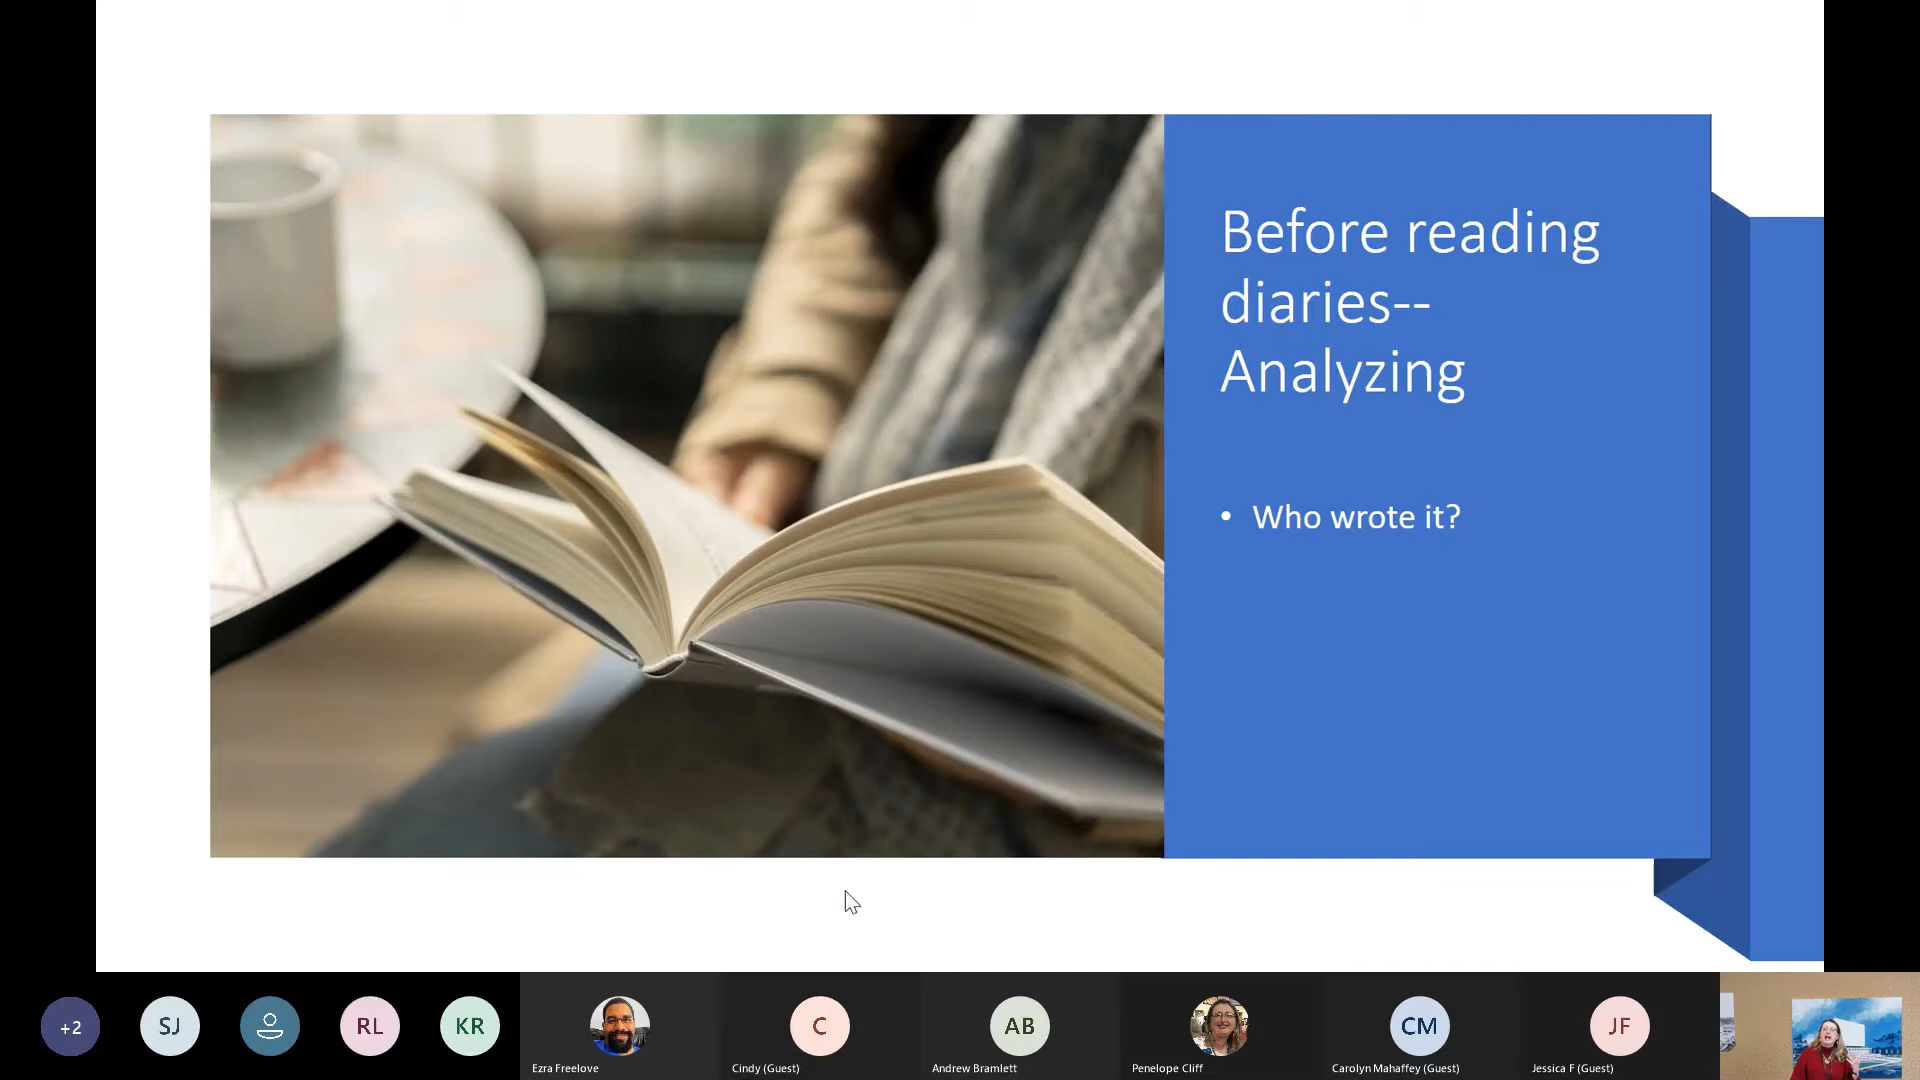 Before reading
diaries--
Analyzing
• Who wrote it?
+2
SJ
RL
KR
C
AB
CM
JF
Ezra Freelove
Cindy (Guest)
Andrew Bramlett
Penelope Cliff
Carolyn Mahaffey (Guest)
Jessica F (Guest)